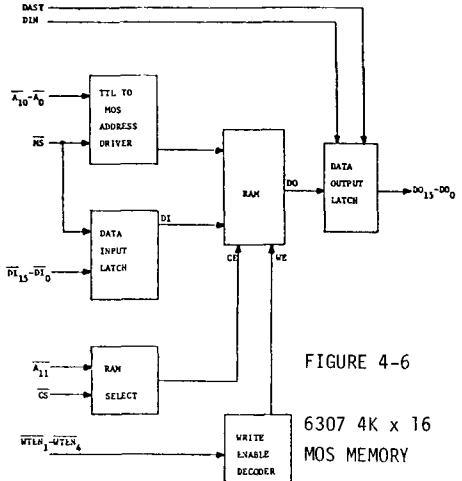 DAST
DIN
A10-A0
TTL TO
MOS
ADDRESS
DRIVER
MS
RAM
DO
DATA
OUTPUT
LATCH
DO15-DO0
DI
DATA
INPUT
LATCH
DI15-DI0
CE
WE
A11
RAM
SELECT
CS
FIGURE 4-6
6307 4K x 16
MOS MEMORY
WTEN1-WTEN4
WRITE
ENABLE
DECODER